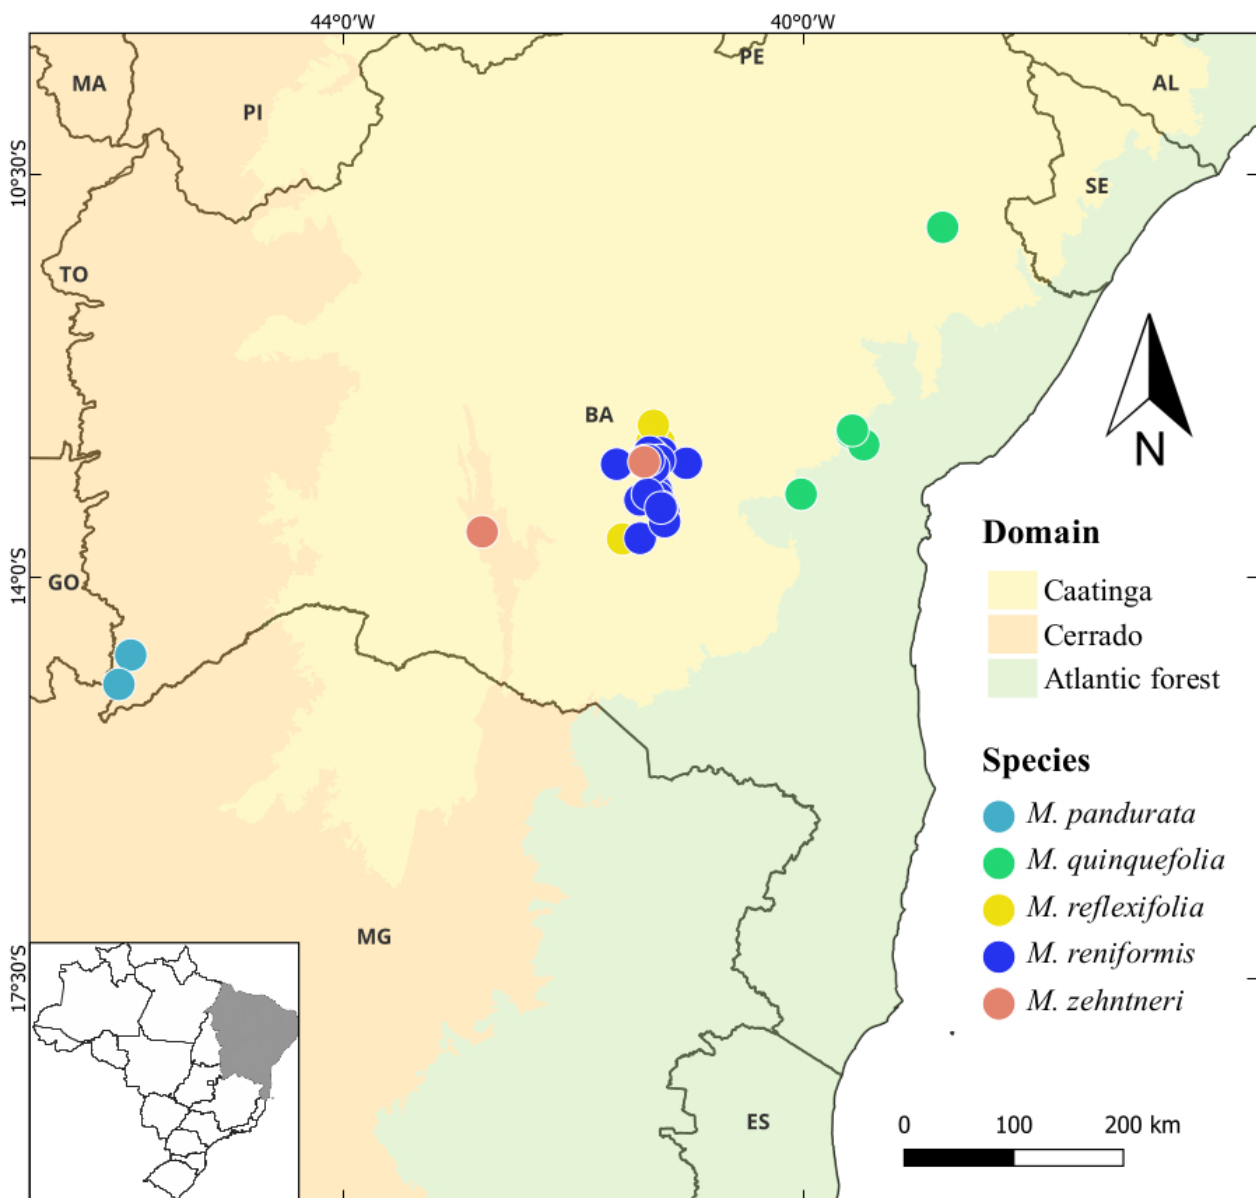 44°0'W
40°0'W
PE
MA
PI
AL
10°30'S
SE
TO
BA
N
14°0'S
GO
Domain
Caatinga
Cerrado
Atlantic forest
Species
M. pandurata
M. quinquefolia
M. reflexifolia
M. reniformis
M. zehntneri
MG
17°30'S
ES
0 100 200 km